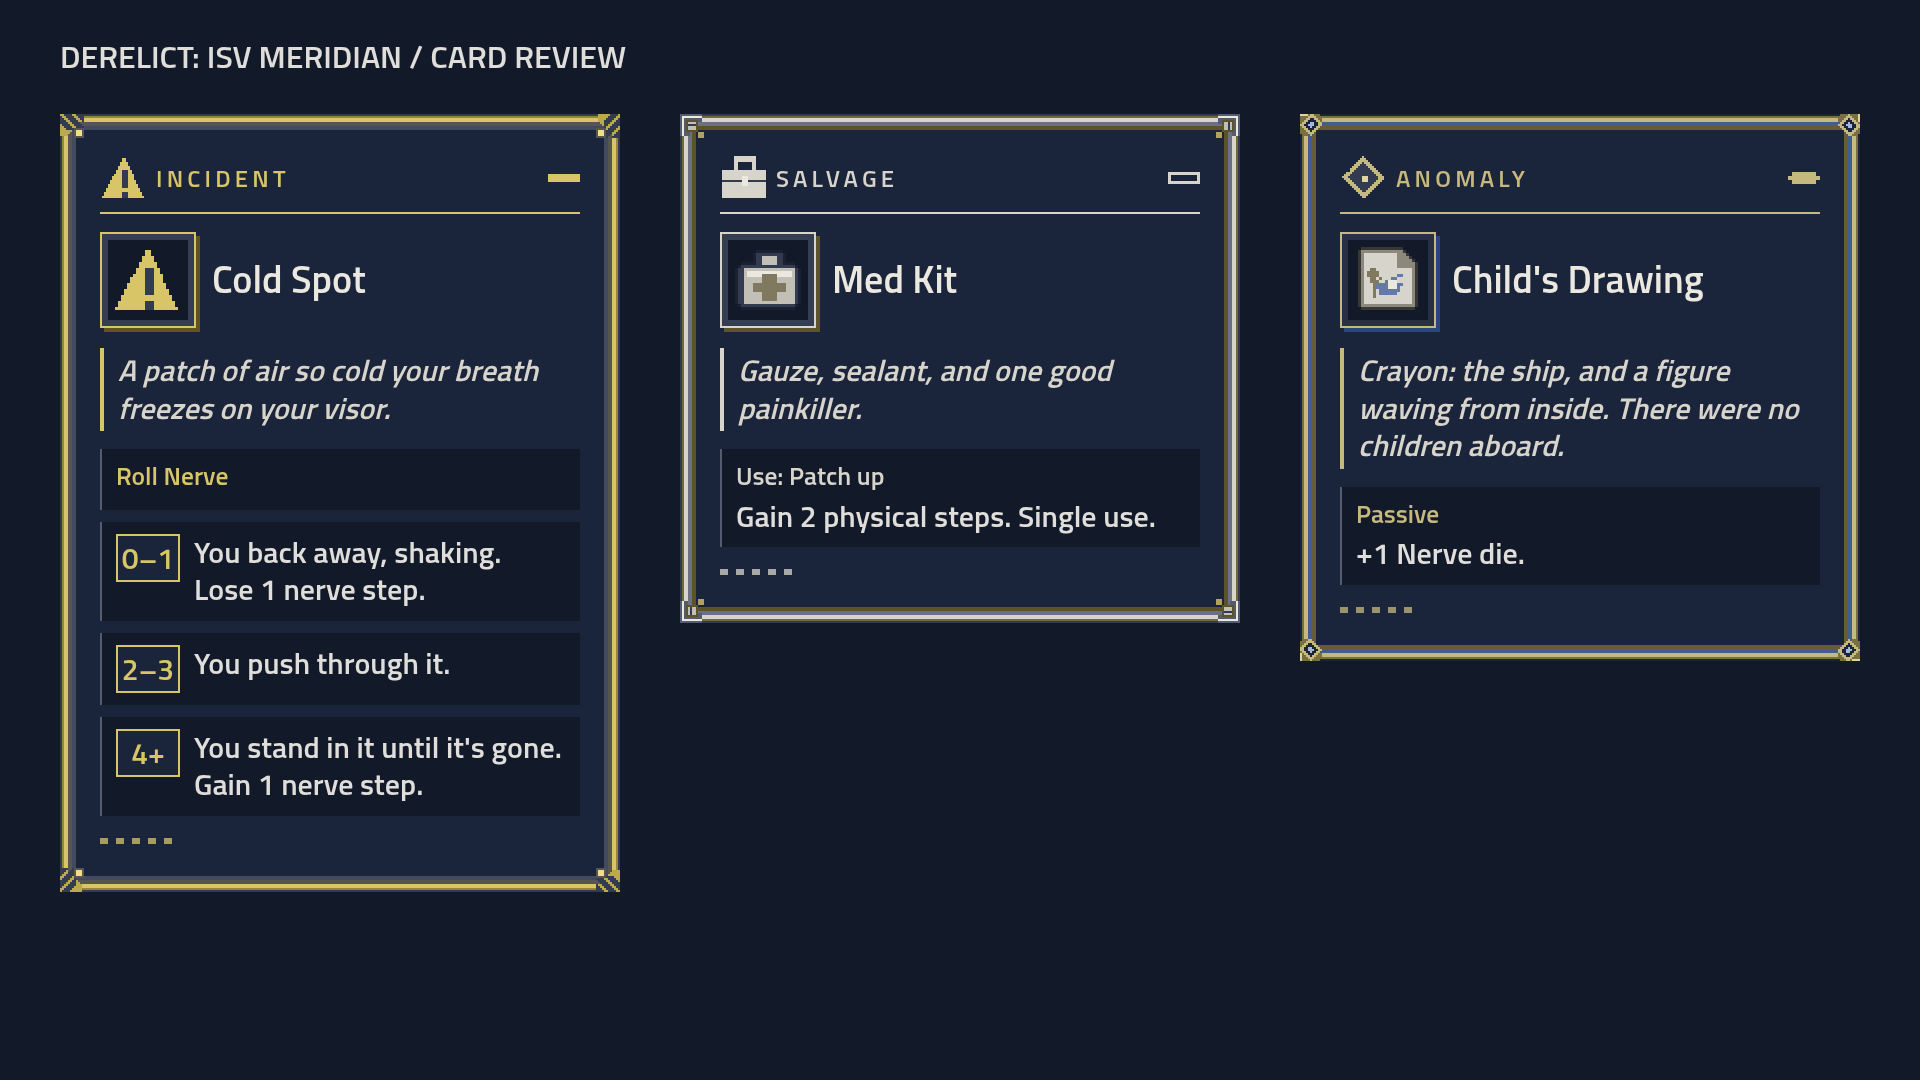 DERELICT: ISV MERIDIAN / CARD REVIEW
INCIDENT
Cold Spot
A patch of air so cold your breath
freezes on your visor.
Roll Nerve
0–1
You back away, shaking.
Lose 1 nerve step.
2–3
You push through it.
4+
You stand in it until it's gone.
Gain 1 nerve step.
SALVAGE
Med Kit
Gauze, sealant, and one good
painkiller.
Use: Patch up
Gain 2 physical steps. Single use.
ANOMALY
Child's Drawing
Crayon: the ship, and a figure
waving from inside. There were no
children aboard.
Passive
+1 Nerve die.